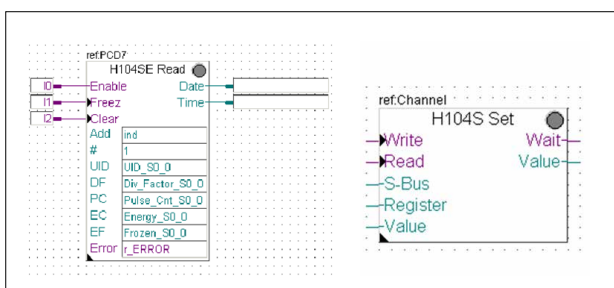 ref:PCD7
H104SE Read
I0 Enable Date
I1 Freez Time
I2 Clear
Add ind
# 1
UID UID_S0_0
DF Div_Factor_S0_0
PC Pulse_Cnt_S0_0
EC Energy_S0_0
EF Frozen_S0_0
Error r_ERROR
ref:Channel
H104S Set
Write Wait
Read Value
S-Bus
Register
Value